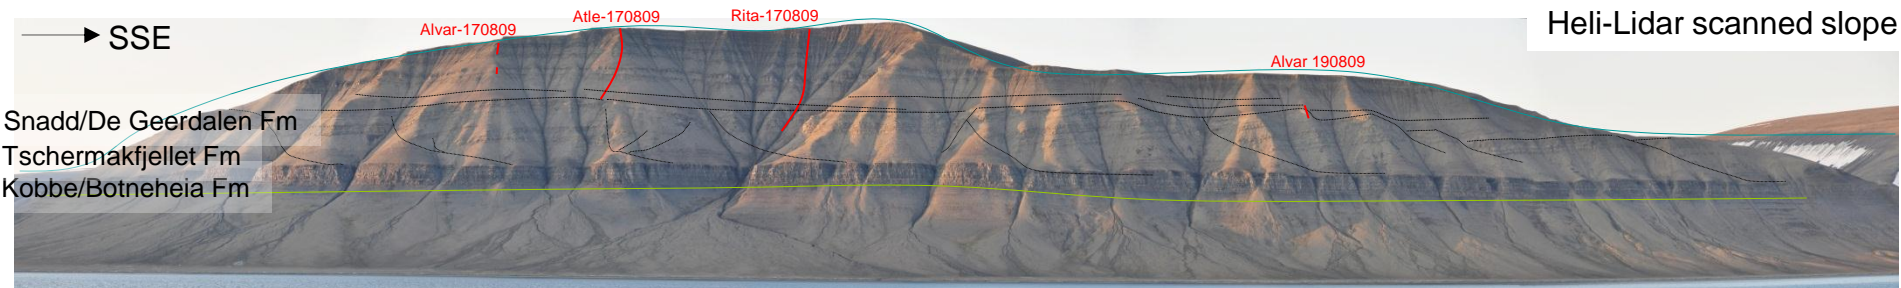 Atle-170809
Rita-170809
Alvar-170809
Heli-Lidar scanned slope
SSE
Alvar 190809
Snadd/De Geerdalen Fm
Tschermakfjellet Fm
Kobbe/Botneheia Fm